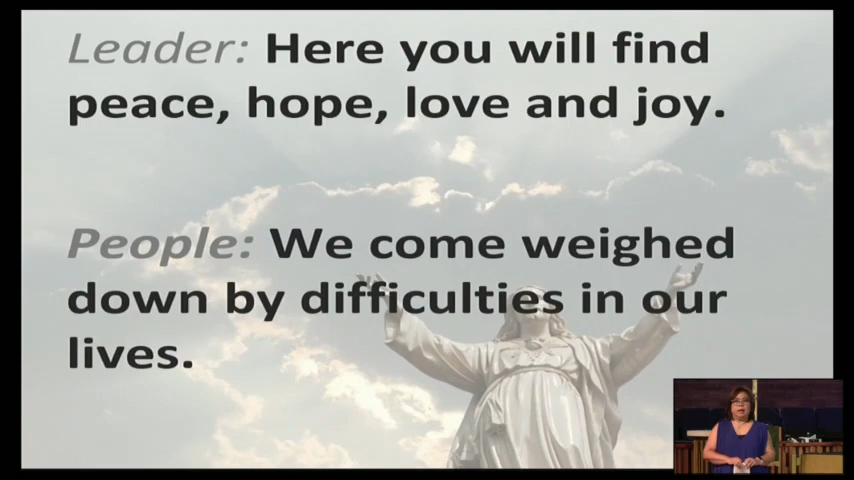 Leader: Here you will find
peace, hope, love and joy.
People: We come weighed
down by difficulties in our
lives.